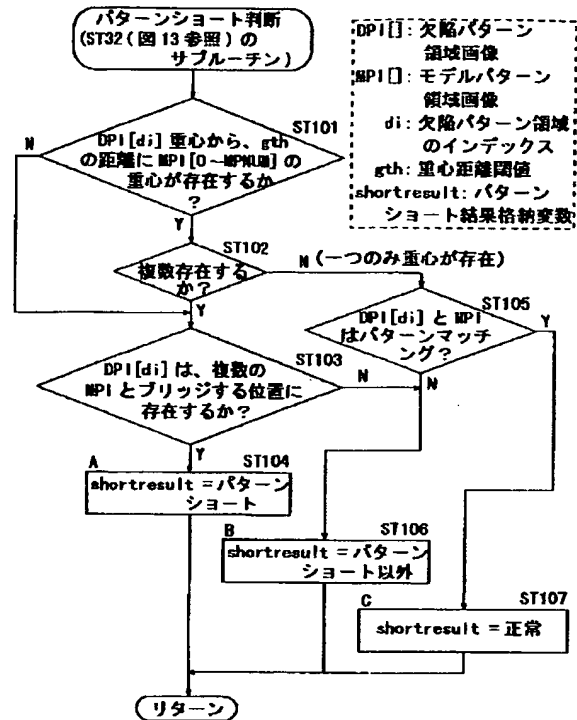 パターンショート判断
(ST32(図13参照)の
サブルーチン)
DPI[]:欠陥パターン
領域画像
MPI[]:モデルパターン
領域画像
di:欠陥パターン領域
のインデックス
gth:重心距離閾値
shortresult:パターン
ショート結果格納変数
ST101
N
DPI[di]重心から、gth
の距離にMPI[0~MPNUM]の
重心が存在するか
?
Y
ST102
複数存在する
か?
N(一つのみ重心が存在)
Y
ST105
DPI[di]とMPI
はパターンマッチ
ング?
Y
N
ST103
DPI[di]は、複数の
MPIとブリッジする位置に
存在するか?
N
Y
A
ST104
shortresult=パターン
ショート
B
ST106
shortresult=パターン
ショート以外
C
ST107
shortresult=正常
リターン